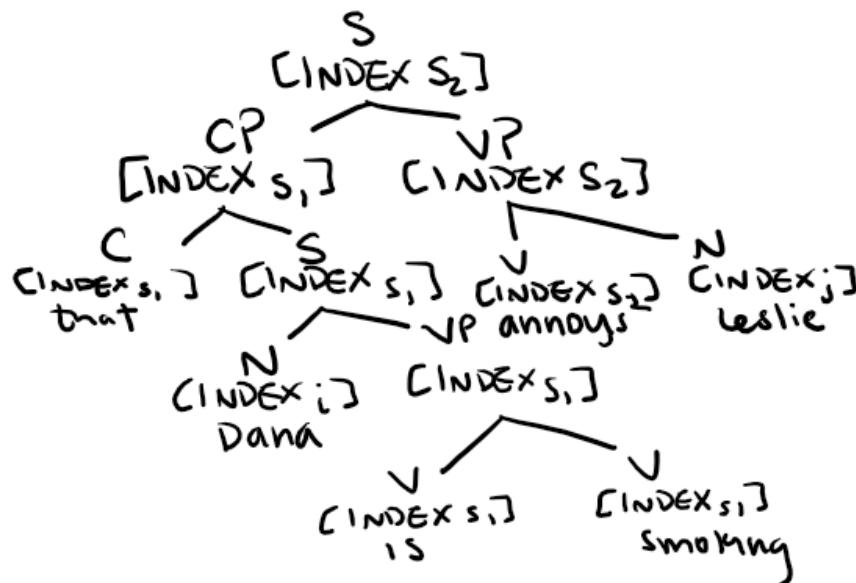 S
[INDEX S₂]
CP VP
[INDEX S₁] [INDEX S₂]
C S V N
[INDEX S₁] [INDEX S₁] [INDEX S₂] [INDEX j]
that annoys leslie
N VP
[INDEX i] [INDEX S₁]
Dana
V V
[INDEX S₁] [INDEX S₁]
is smoking